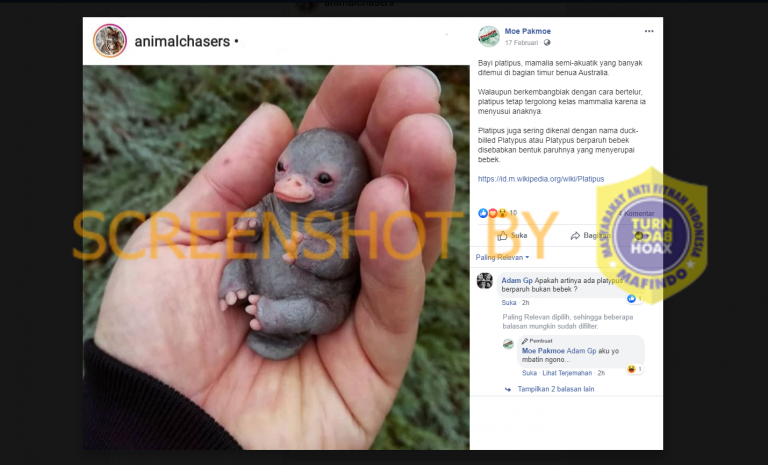 animalchasers
animalchasers •
Moe Pakmoe
17 Februari
Bayi platipus, mamalia semi-akuatik yang banyak
ditemui di bagian timur benua Australia.
Walaupun berkembangbiak dengan cara bertelur,
platipus tetap tergolong kelas mammalia karena ia
menyusui anaknya.
Platipus juga sering dikenal dengan nama duck-
billed Platypus atau Platypus berparuh bebek
disebabkan bentuk paruhnya yang menyerupai
bebek.
https://id.m.wikipedia.org/wiki/Platipus
10
4 Komentar
Suka
Bagikan
Paling Relevan
Adam Gp Apakah artinya ada platypus
berparuh bukan bebek ?
1
Suka · 2h
Paling Relevan dipilih, sehingga beberapa
balasan mungkin sudah difilter.
Pembuat
Moe Pakmoe Adam Gp aku yo
mbatin ngono...
1
Suka · Lihat Terjemahan · 2h
Tampilkan 2 balasan lain
SCREENSHOT BY
MASYARAKAT ANTI FITNAH INDONESIA
TURN
BACK
HOAX
MAFINDO